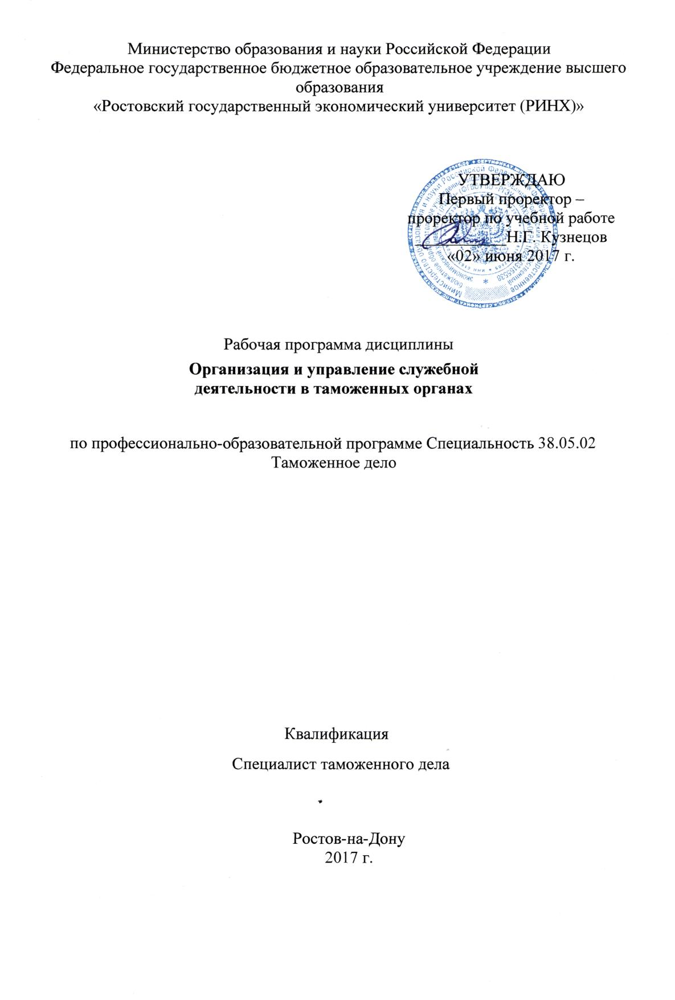 Министерство образования и науки Российской Федерации
Федеральное государственное бюджетное образовательное учреждение высшего
образования
«Ростовский государственный экономический университет (РИНХ)»
УТВЕРЖДАЮ
Первый проректор –
проректор по учебной работе
Н.Г. Кузнецов
«02» июня 2017 г.
Рабочая программа дисциплины
Организация и управление служебной
деятельности в таможенных органах
по профессионально-образовательной программе Специальность 38.05.02
Таможенное дело
Квалификация
Специалист таможенного дела
Ростов-на-Дону
2017 г.